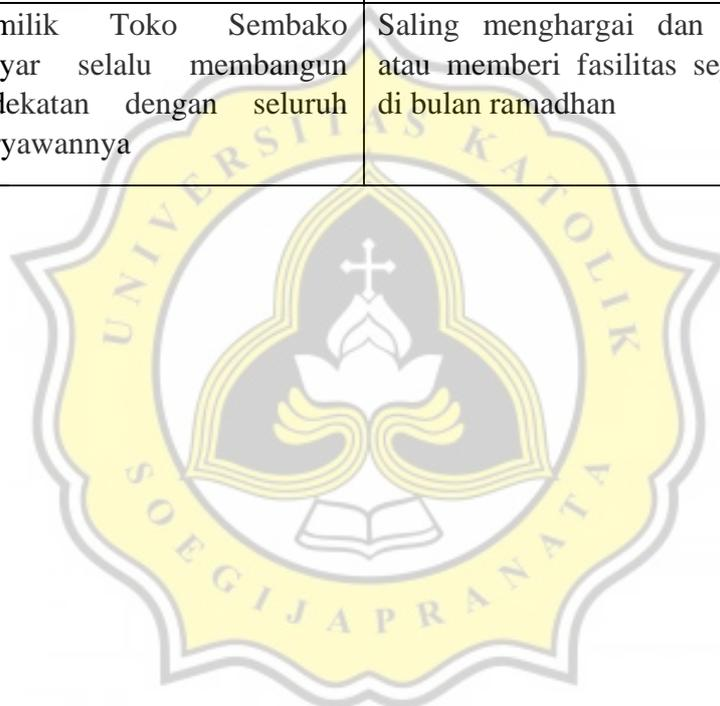 milik Toko Sembako
yar selalu membangun
dekatan dengan seluruh
yawannya
Saling menghargai dan
atau memberi fasilitas se
di bulan ramadhan
UNIVERSITAS KATOLIK
SOEGIJAPRANATA